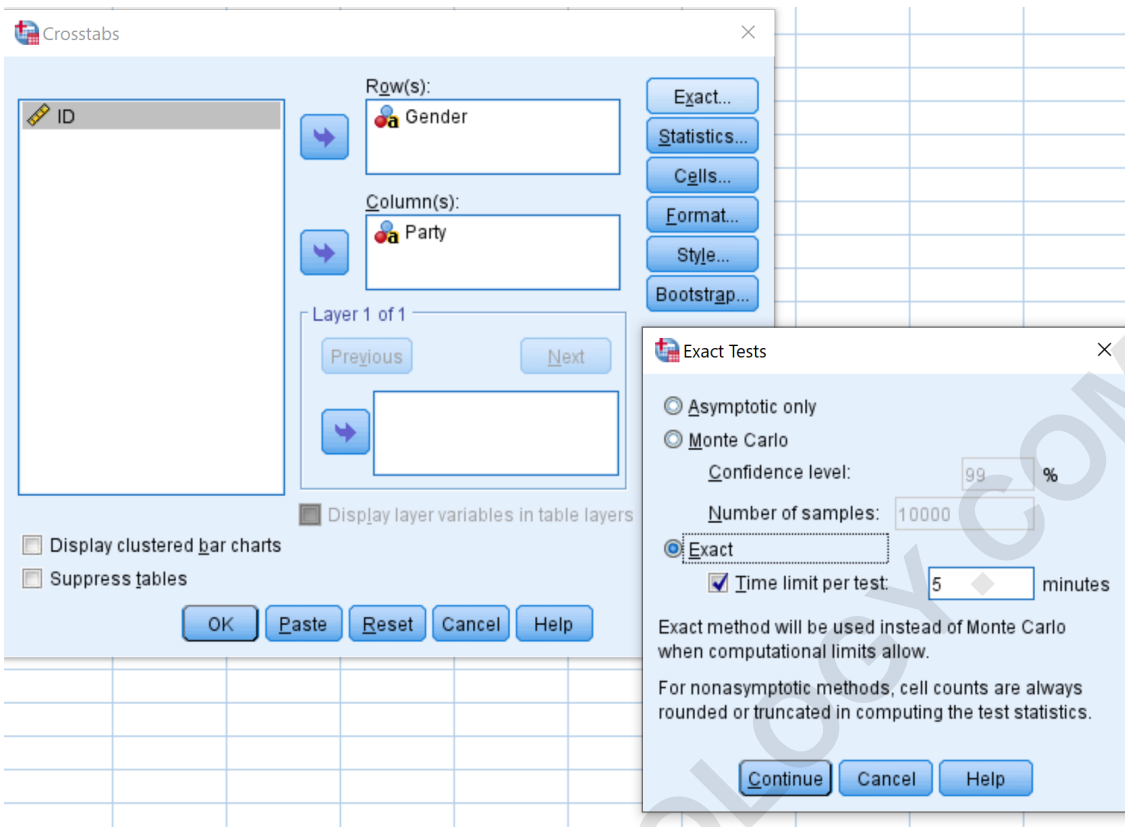 Crosstabs
ID
Row(s):
Gender
Column(s):
Party
Layer 1 of 1
Previous
Next
Display layer variables in table layers
Display clustered bar charts
Suppress tables
OK Paste Reset Cancel Help
Exact...
Statistics...
Cells...
Format...
Style...
Bootstrap...
Exact Tests
Asymptotic only
Monte Carlo
Confidence level: 99 %
Number of samples: 10000
Exact
Time limit per test: 5 minutes
Exact method will be used instead of Monte Carlo
when computational limits allow.
For nonasymptotic methods, cell counts are always
rounded or truncated in computing the test statistics.
Continue Cancel Help
OLOGY.COM